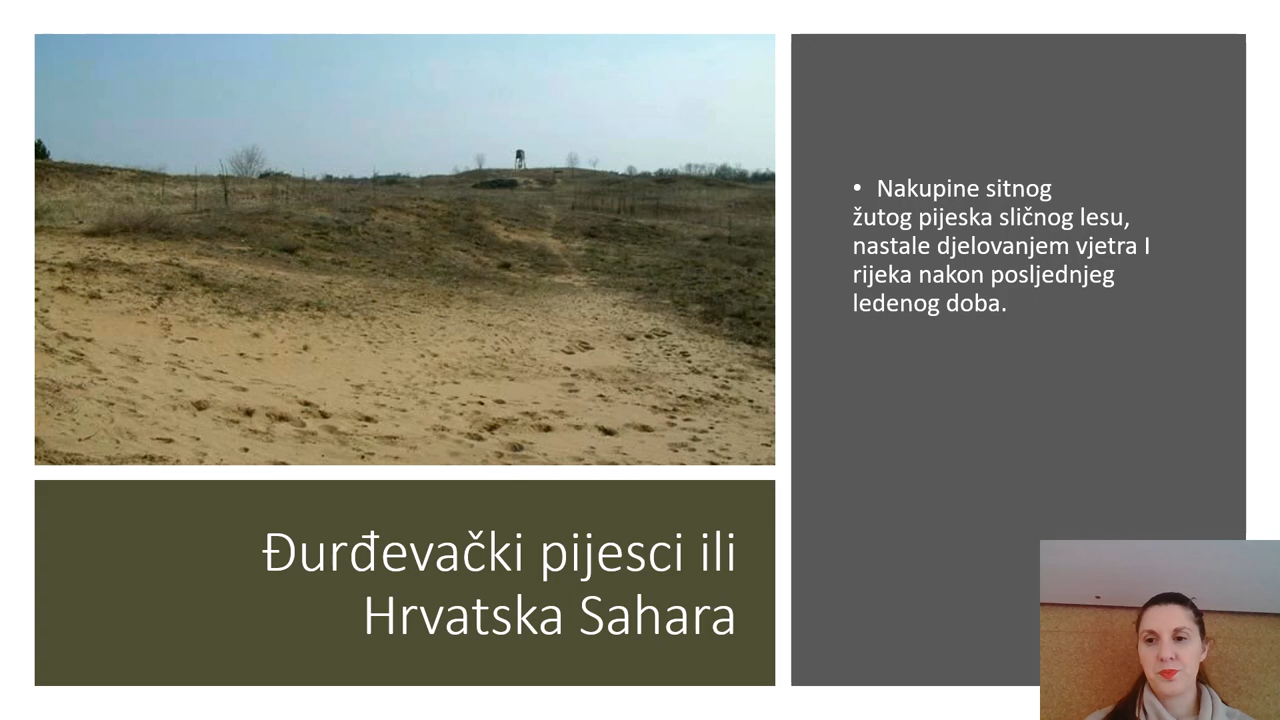 • Nakupine sitnog
žutog pijeska sličnog lesu,
nastale djelovanjem vjetra I
rijeka nakon posljednjeg
ledenog doba.
Đurđevački pijesci ili
Hrvatska Sahara